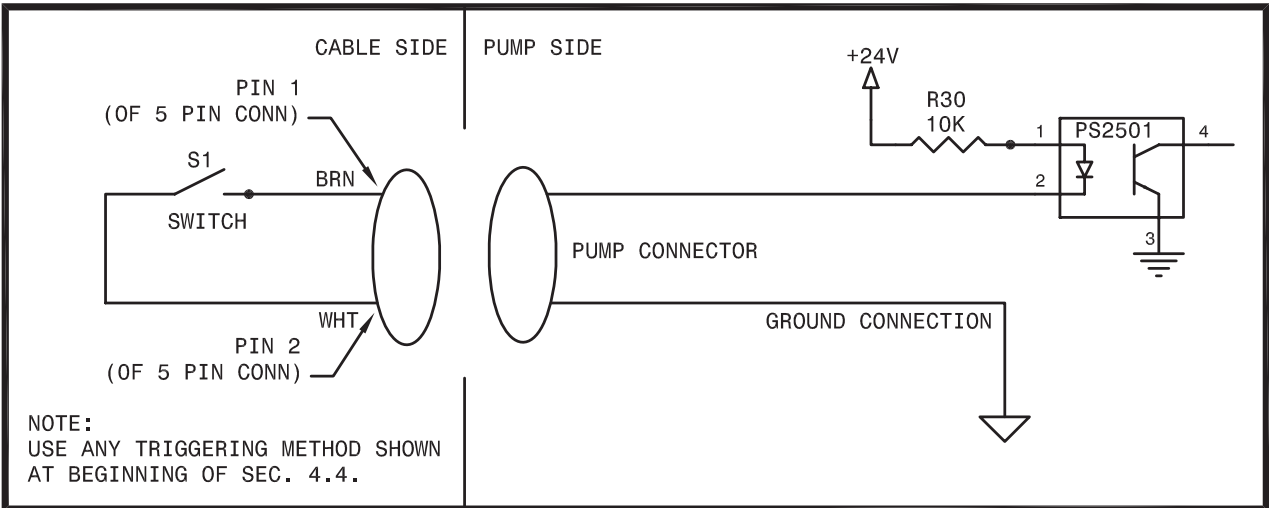 CABLE SIDE
PUMP SIDE
+24V
PIN 1
(OF 5 PIN CONN)
R30
10K
1
PS2501
4
S1
BRN
2
SWITCH
3
PUMP CONNECTOR
WHT
GROUND CONNECTION
PIN 2
(OF 5 PIN CONN)
NOTE:
USE ANY TRIGGERING METHOD SHOWN
AT BEGINNING OF SEC. 4.4.